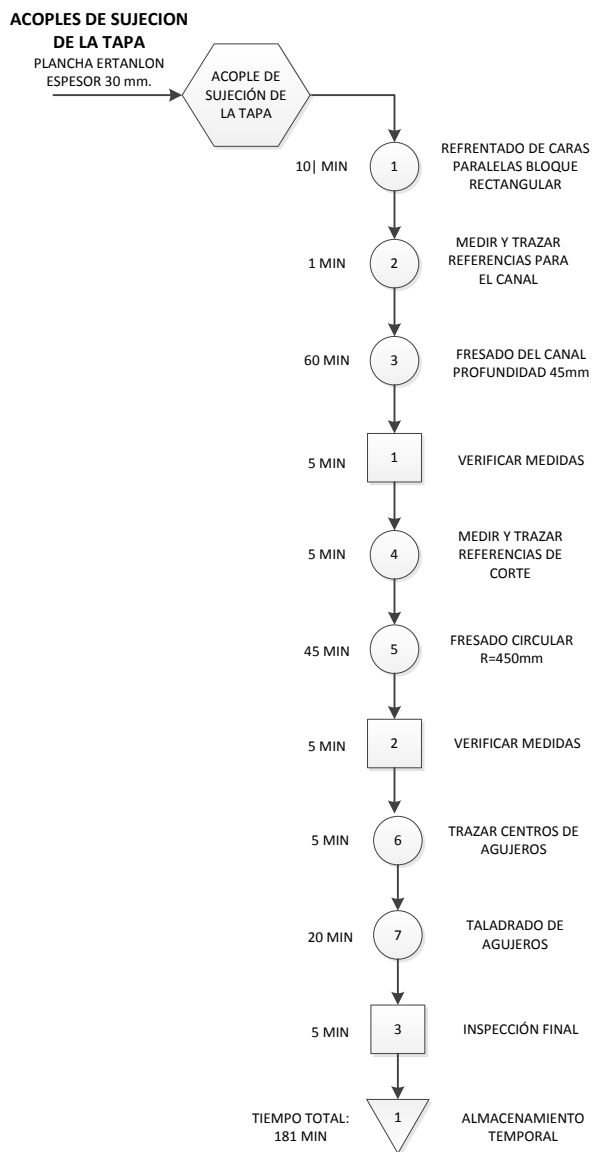 ACOPLES DE SUJECION
DE LA TAPA
PLANCHA ERTANLON
ESPESOR 30 mm.
ACOPLE DE
SUJECIÓN DE
LA TAPA
10| MIN
1
REFRENTADO DE CARAS
PARALELAS BLOQUE
RECTANGULAR
1 MIN
2
MEDIR Y TRAZAR
REFERENCIAS PARA
EL CANAL
60 MIN
3
FRESADO DEL CANAL
PROFUNDIDAD 45mm
5 MIN
1
VERIFICAR MEDIDAS
5 MIN
4
MEDIR Y TRAZAR
REFERENCIAS DE
CORTE
45 MIN
5
FRESADO CIRCULAR
R=450mm
5 MIN
2
VERIFICAR MEDIDAS
5 MIN
6
TRAZAR CENTROS DE
AGUJEROS
20 MIN
7
TALADRADO DE
AGUJEROS
5 MIN
3
INSPECCIÓN FINAL
TIEMPO TOTAL:
181 MIN
1
ALMACENAMIENTO
TEMPORAL